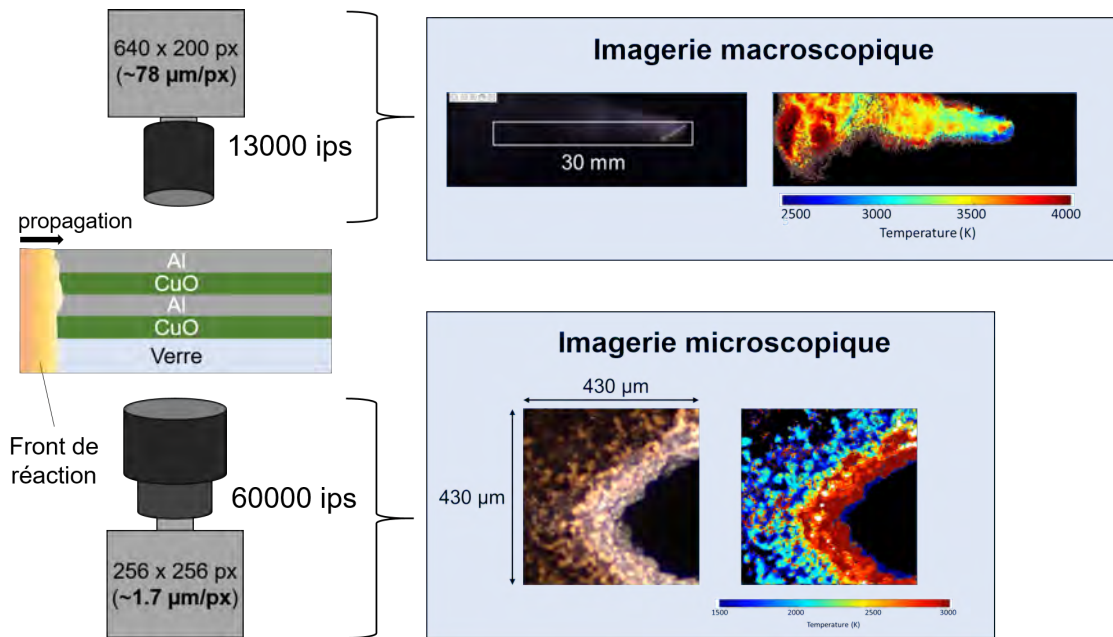 640 x 200 px
(~78 µm/px)
13000 ips
propagation
Al
CuO
Al
CuO
Verre
Front de
réaction
60000 ips
256 x 256 px
(~1.7 µm/px)
Imagerie macroscopique
30 mm
2500 3000 3500 4000
Temperature (K)
Imagerie microscopique
430 µm
430 µm
1500 2000 2500 3000
Temperature (K)